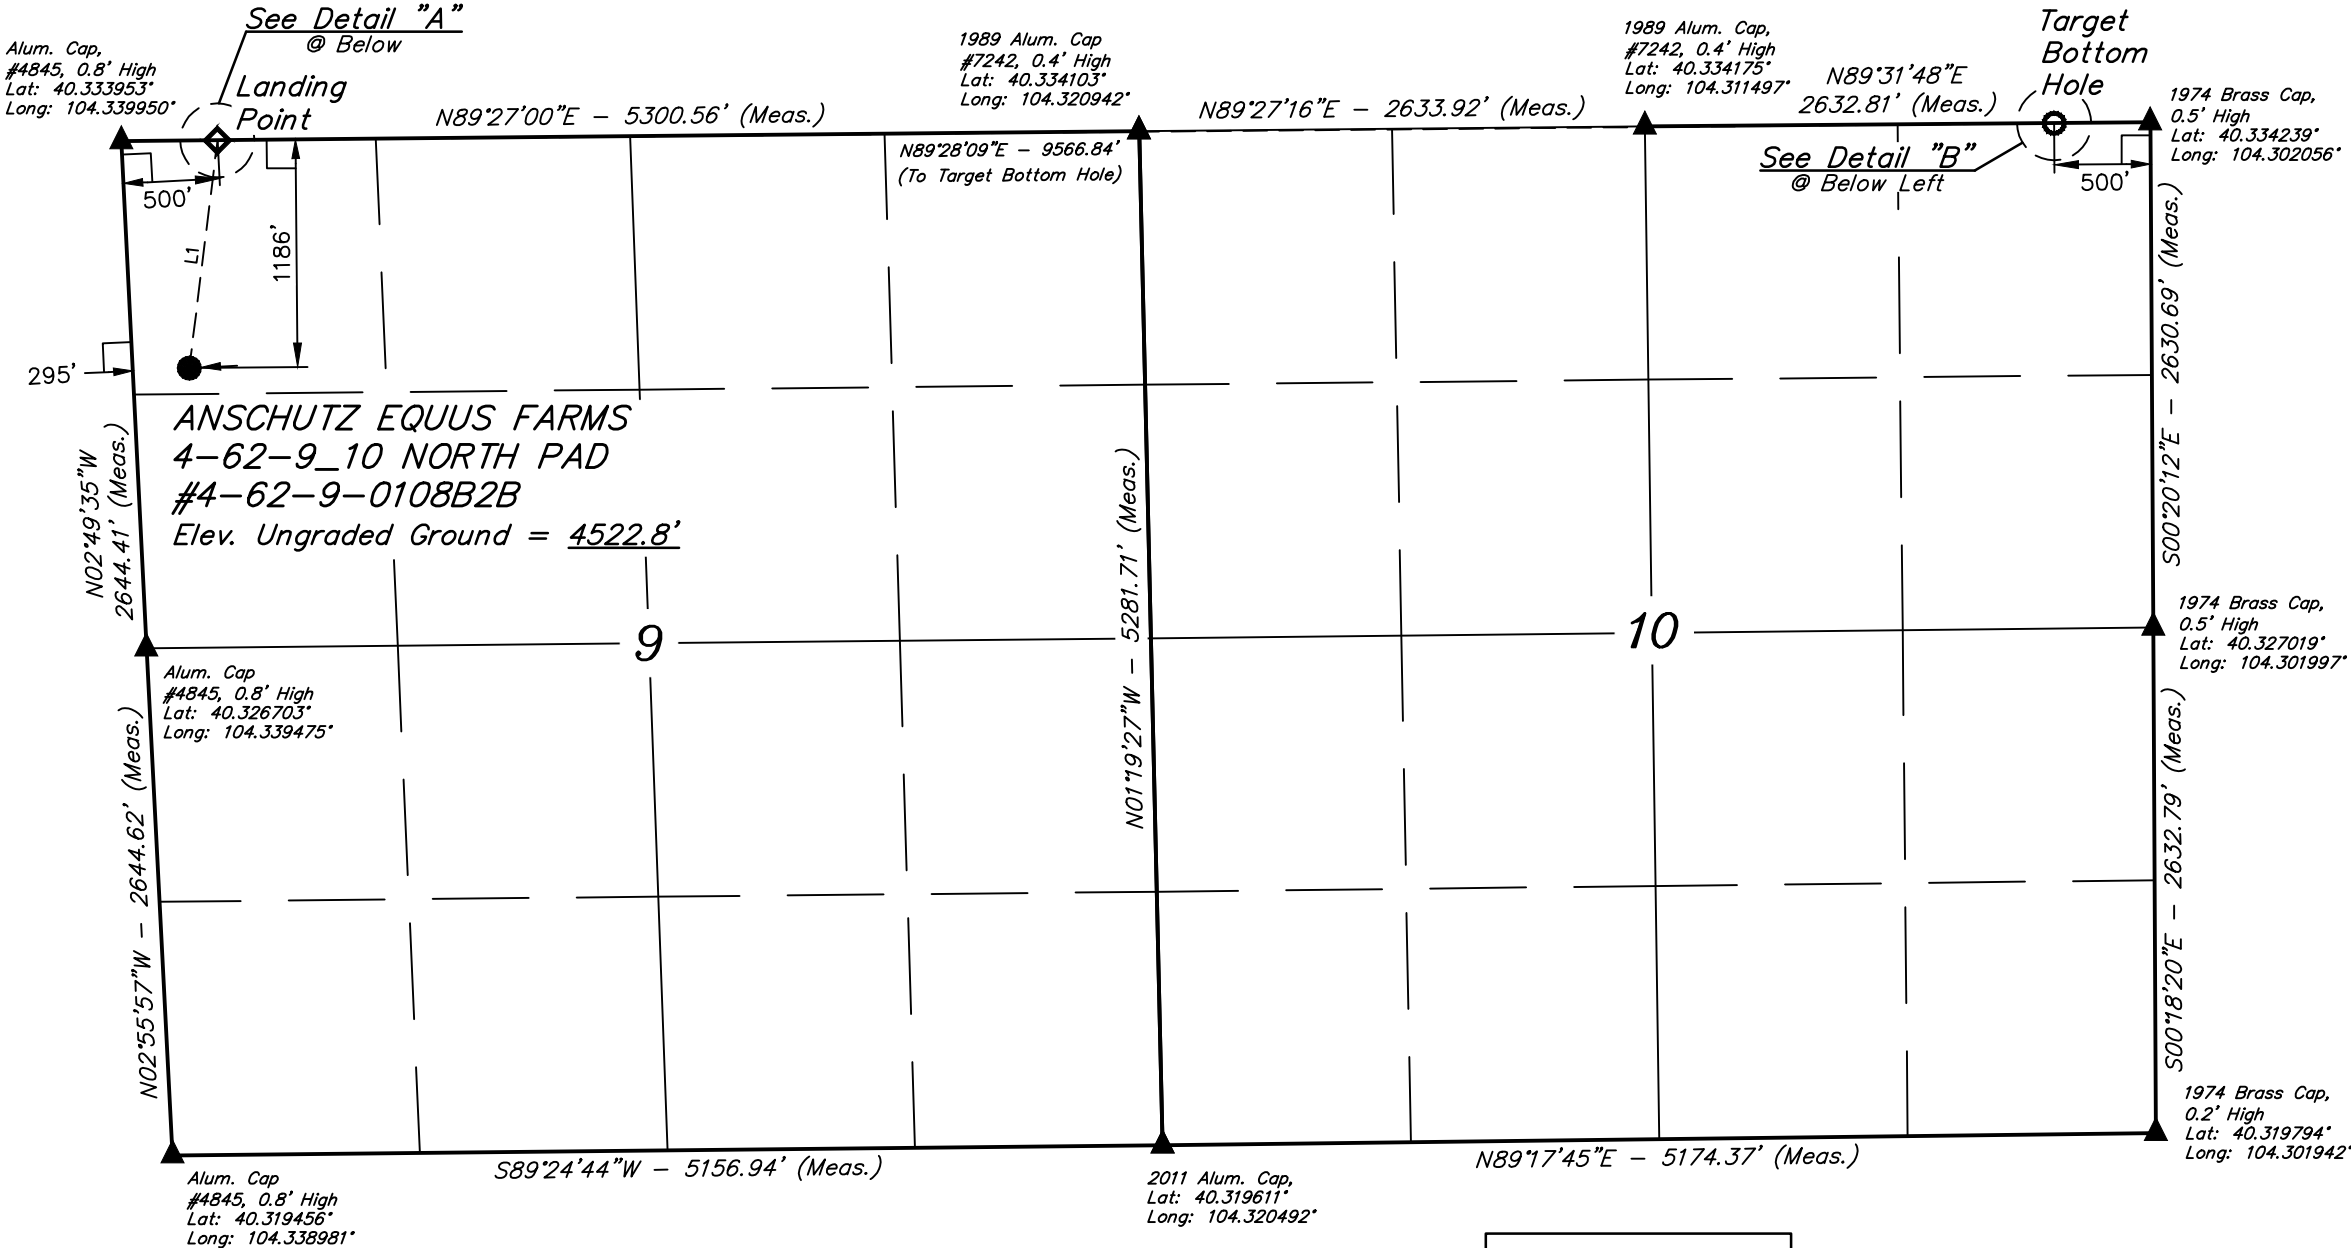 See Detail "A"
@ Below
Alum. Cap,
#4845, 0.8' High
Lat: 40.333953°
Long: 104.339950°
Landing
Point
N89°27'00"E - 5300.56' (Meas.)
1989 Alum. Cap
#7242, 0.4' High
Lat: 40.334103°
Long: 104.320942°
N89°27'16"E - 2633.92' (Meas.)
1989 Alum. Cap,
#7242, 0.4' High
Lat: 40.334175°
Long: 104.311497°
N89°31'48"E
2632.81' (Meas.)
Target
Bottom
Hole
1974 Brass Cap,
0.5' High
Lat: 40.334239°
Long: 104.302056°
N89°28'09"E - 9566.84'
(To Target Bottom Hole)
See Detail "B"
@ Below Left
500'
500'
L1
1186'
295'
S00°20'12"E - 2630.69' (Meas.)
ANSCHUTZ EQUUS FARMS
4-62-9_10 NORTH PAD
#4-62-9-0108B2B
Elev. Ungraded Ground = 4522.8'
N02°49'35"W
2644.41' (Meas.)
N01°19'27"W - 5281.71' (Meas.)
9
10
1974 Brass Cap,
0.5' High
Lat: 40.327019°
Long: 104.301997°
Alum. Cap
#4845, 0.8' High
Lat: 40.326703°
Long: 104.339475°
N02°55'57"W - 2644.62' (Meas.)
S00°18'20"E - 2632.79' (Meas.)
1974 Brass Cap,
0.2' High
Lat: 40.319794°
Long: 104.301942°
S89°24'44"W - 5156.94' (Meas.)
N89°17'45"E - 5174.37' (Meas.)
Alum. Cap
#4845, 0.8' High
Lat: 40.319456°
Long: 104.338981°
2011 Alum. Cap,
Lat: 40.319611°
Long: 104.320492°